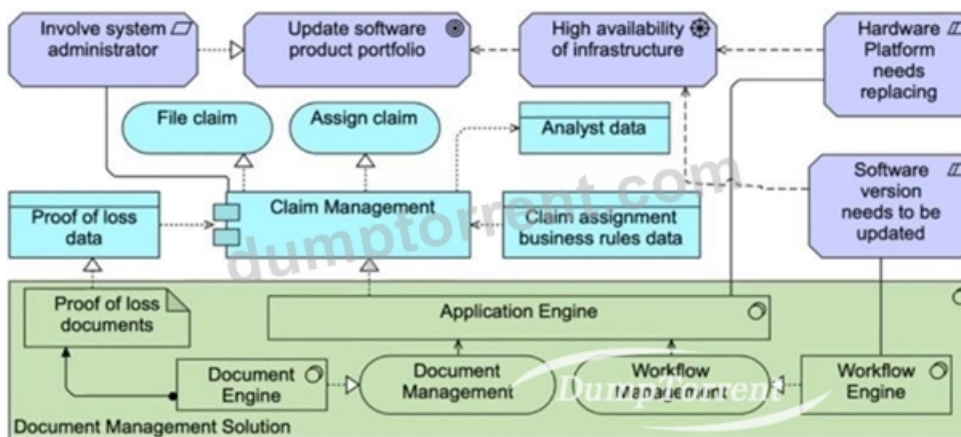 Involve system
administrator
Update software
product portfolio
High availability
of infrastructure
Hardware
Platform
needs
replacing
File claim
Assign claim
Analyst data
Software
version
needs to be
updated
Proof of loss
data
Claim Management
Claim assignment
business rules data
dumptorrent.com
Proof of loss
documents
Application Engine
Document
Engine
Document
Management
Workflow
Management
Workflow
Engine
DumpTorrent
Document Management Solution